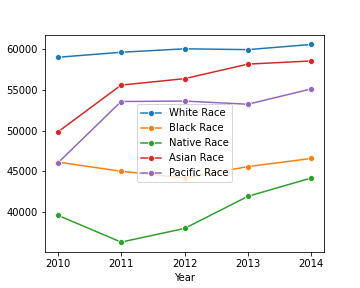 60000
55000
50000
45000
40000
White Race
Black Race
Native Race
Asian Race
Pacific Race
2010 2011 2012 2013 2014
Year